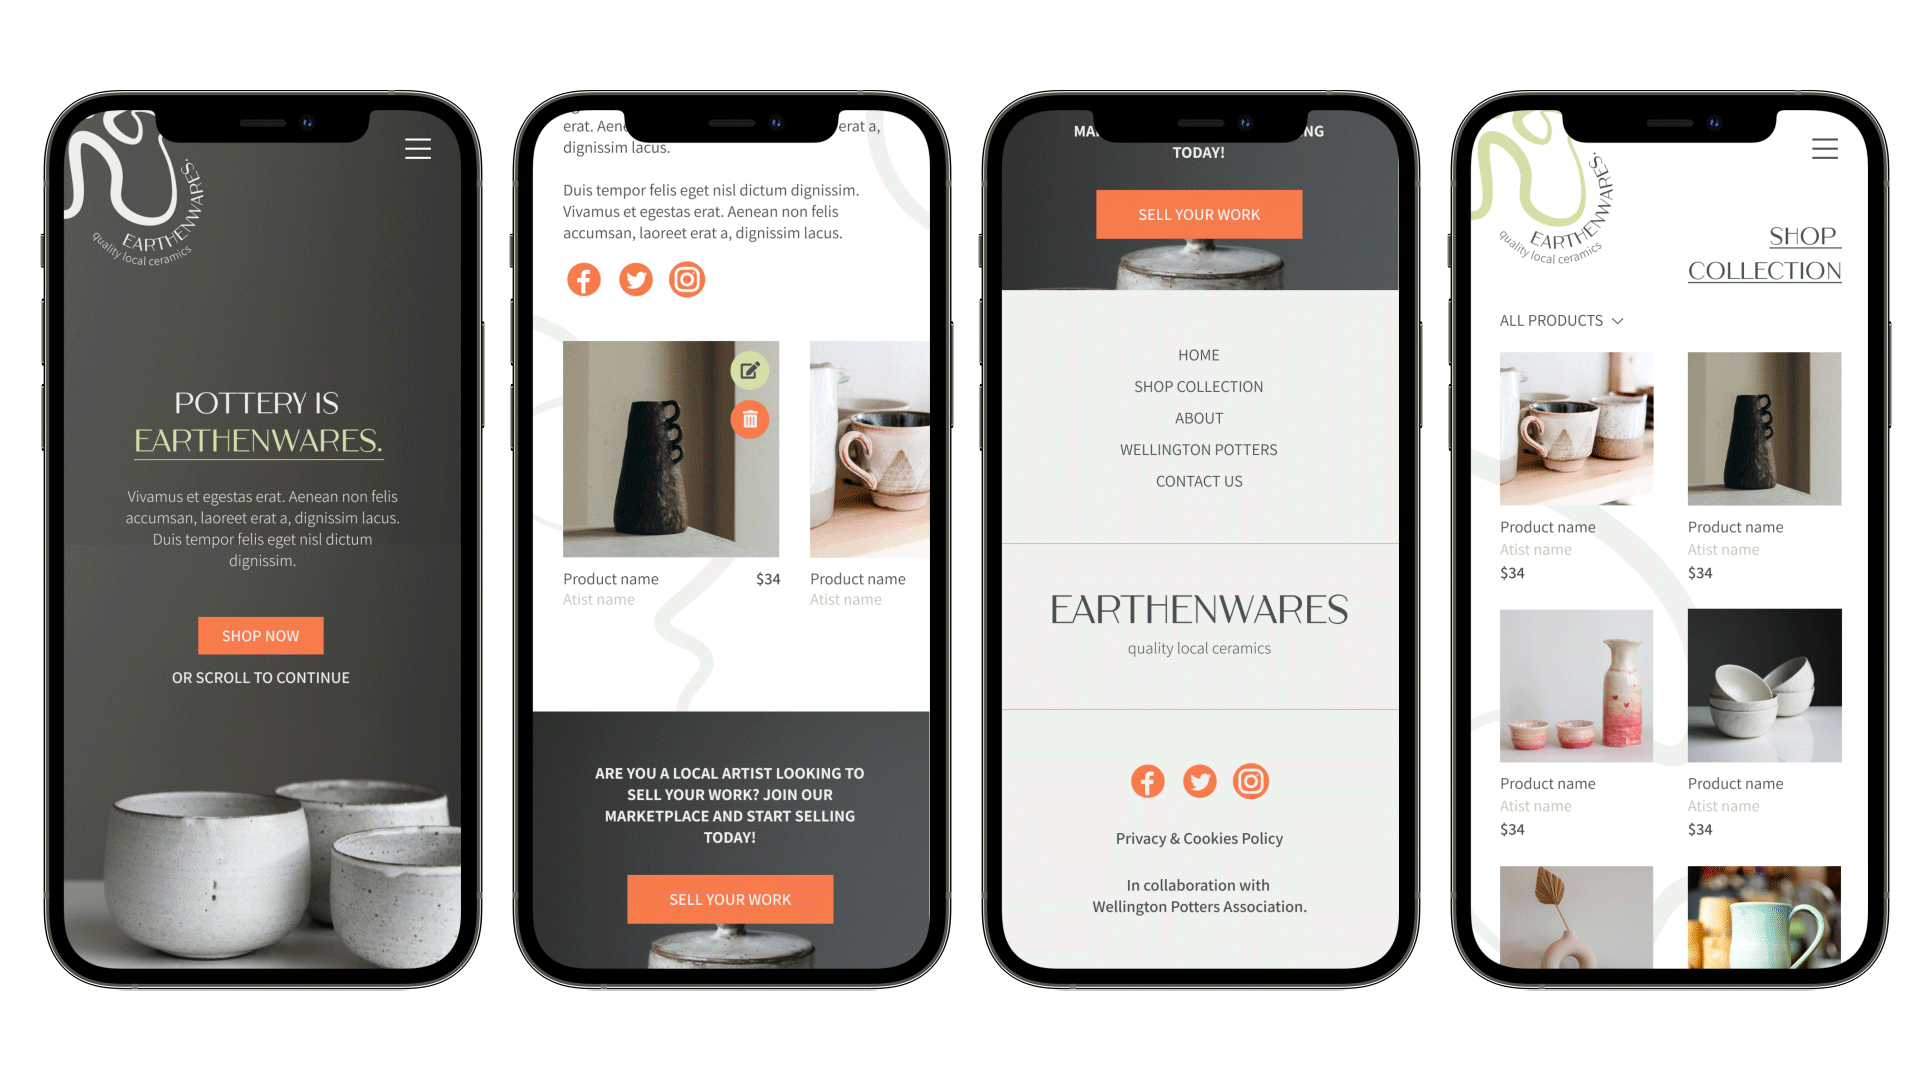 EARTHENWARES.
quality local ceramics
POTTERY IS
EARTHENWARES.
Vivamus et egestas erat. Aenean non felis
accumsan, laoreet erat a, dignissim lacus.
Duis tempor felis eget nisl dictum
dignissim.
SHOP NOW
OR SCROLL TO CONTINUE
erat. erat a,
dignissim lacus.
Duis tempor felis eget nisl dictum dignissim.
Vivamus et egestas erat. Aenean non felis
accumsan, laoreet erat a, dignissim lacus.
Product name $34
Atist name
Product name
Atist name
ARE YOU A LOCAL ARTIST LOOKING TO
SELL YOUR WORK? JOIN OUR
MARKETPLACE AND START SELLING
TODAY!
SELL YOUR WORK
TODAY!
SELL YOUR WORK
HOME
SHOP COLLECTION
ABOUT
WELLINGTON POTTERS
CONTACT US
EARTHENWARES
quality local ceramics
Privacy & Cookies Policy
In collaboration with
Wellington Potters Association.
EARTHENWARES.
quality local ceramics
SHOP
COLLECTION
ALL PRODUCTS
Product name
Atist name
$34
Product name
Atist name
$34
Product name
Atist name
$34
Product name
Atist name
$34